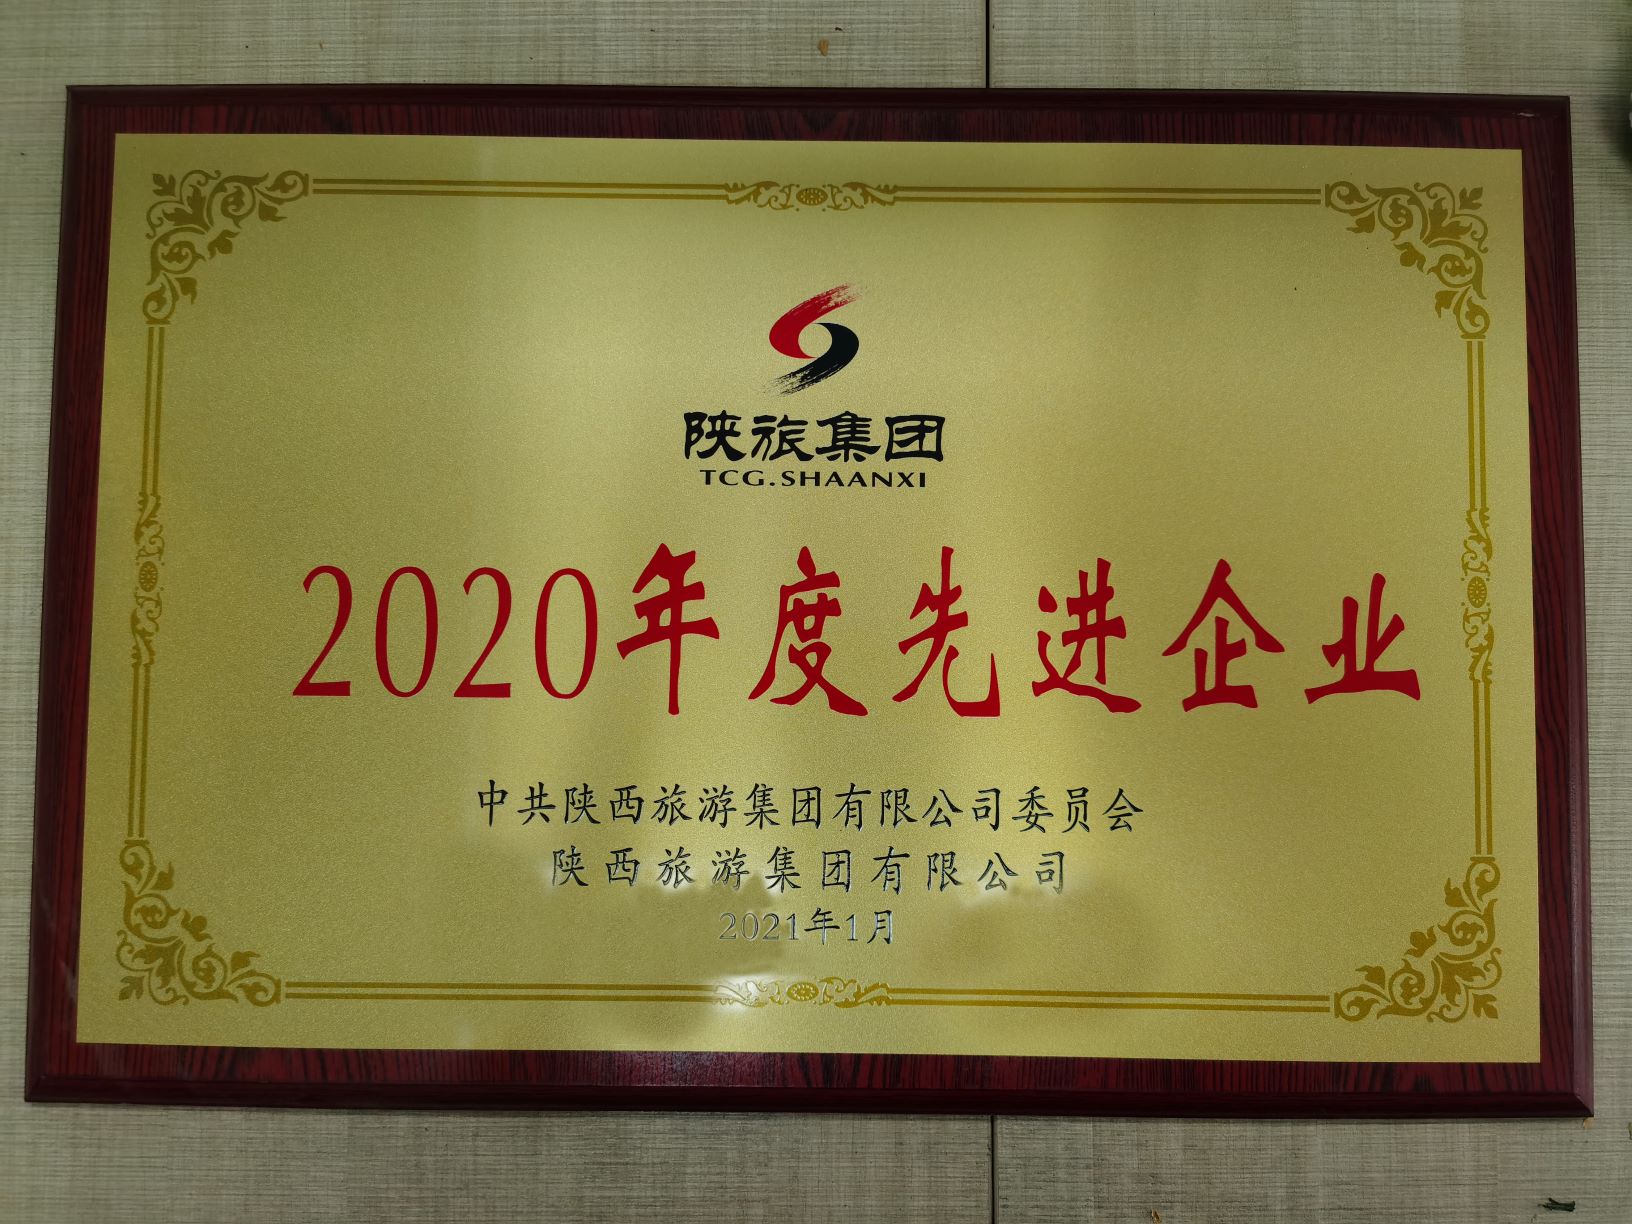 陕旅集团
TCG.SHAANXI
2020年度先进企业
中共陕西旅游集团有限公司委员会
陕西旅游集团有限公司
2021年1月